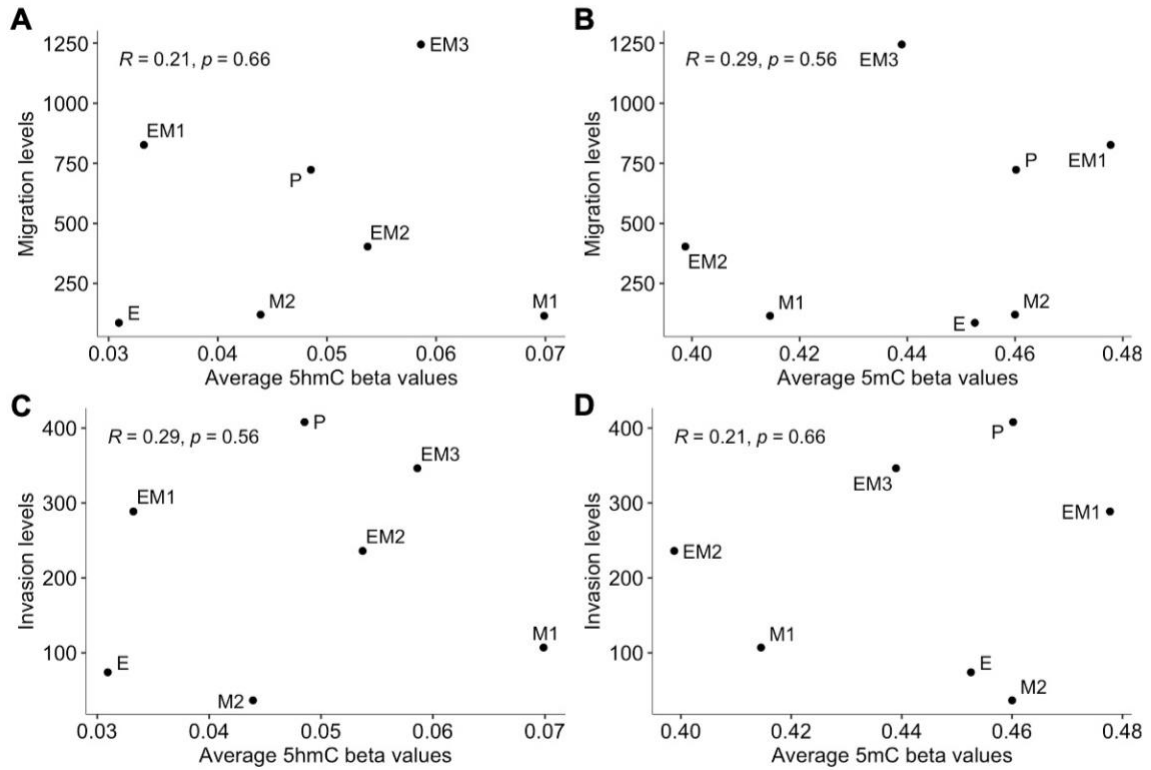 A
R = 0.21, p = 0.66
Migration levels
1250
1000
750
500
250
EM3
EM1
P
EM2
E
M2
M1
0.03 0.04 0.05 0.06 0.07
Average 5hmC beta values
B
R = 0.29, p = 0.56
Migration levels
1250
1000
750
500
250
EM3
P
EM1
EM2
M1
E
M2
0.40 0.42 0.44 0.46 0.48
Average 5mC beta values
C
R = 0.29, p = 0.56
Invasion levels
400
300
200
100
P
EM3
EM1
EM2
E
M2
M1
0.03 0.04 0.05 0.06 0.07
Average 5hmC beta values
D
R = 0.21, p = 0.66
Invasion levels
400
300
200
100
P
EM3
EM1
EM2
M1
E
M2
0.40 0.42 0.44 0.46 0.48
Average 5mC beta values